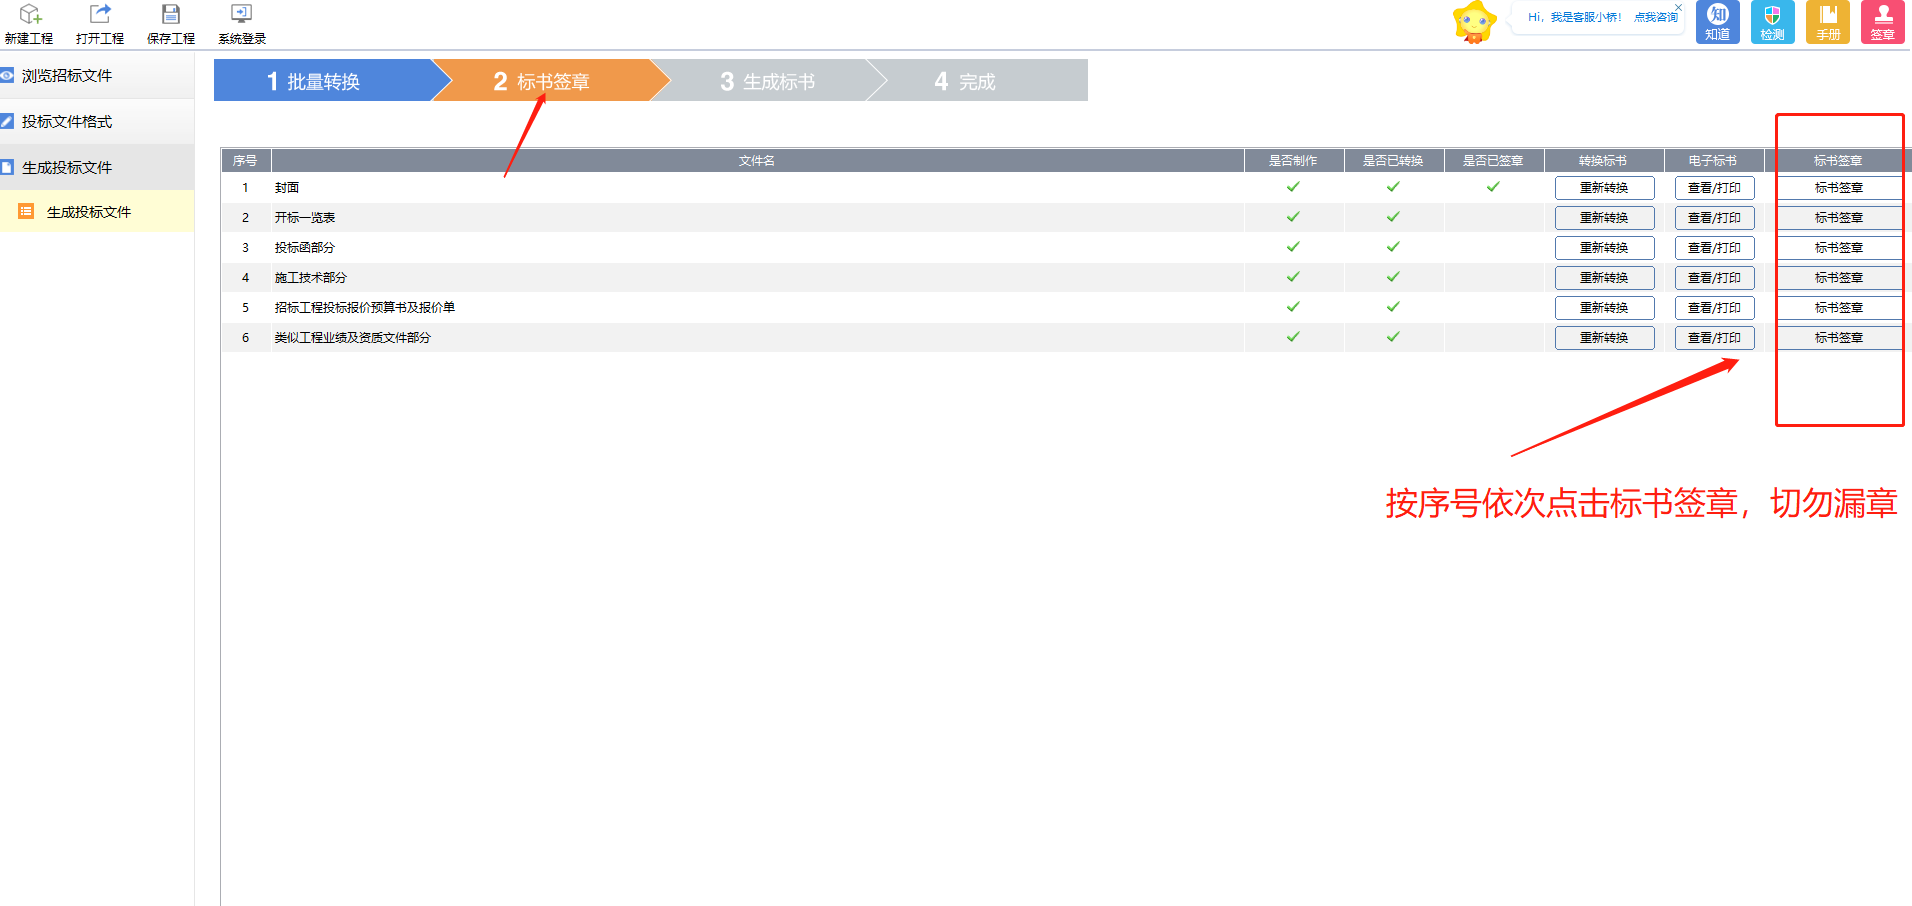 新建工程 打开工程 保存工程 系统登录
Hi，我是客服小桥！ 点我咨询
知
知道 检测 手册 签章
浏览招标文件
投标文件格式
生成投标文件
生成投标文件
1 批量转换 2 标书签章 3 生成标书 4 完成
序号 文件名 是否制作 是否已转换 是否已签章 转换标书 电子标书 标书签章
1 封面 重新转换 查看/打印 标书签章
2 开标一览表 重新转换 查看/打印 标书签章
3 投标函部分 重新转换 查看/打印 标书签章
4 施工技术部分 重新转换 查看/打印 标书签章
5 招标工程投标报价预算书及报价单 重新转换 查看/打印 标书签章
6 类似工程业绩及资质文件部分 重新转换 查看/打印 标书签章
按序号依次点击标书签章，切勿漏章